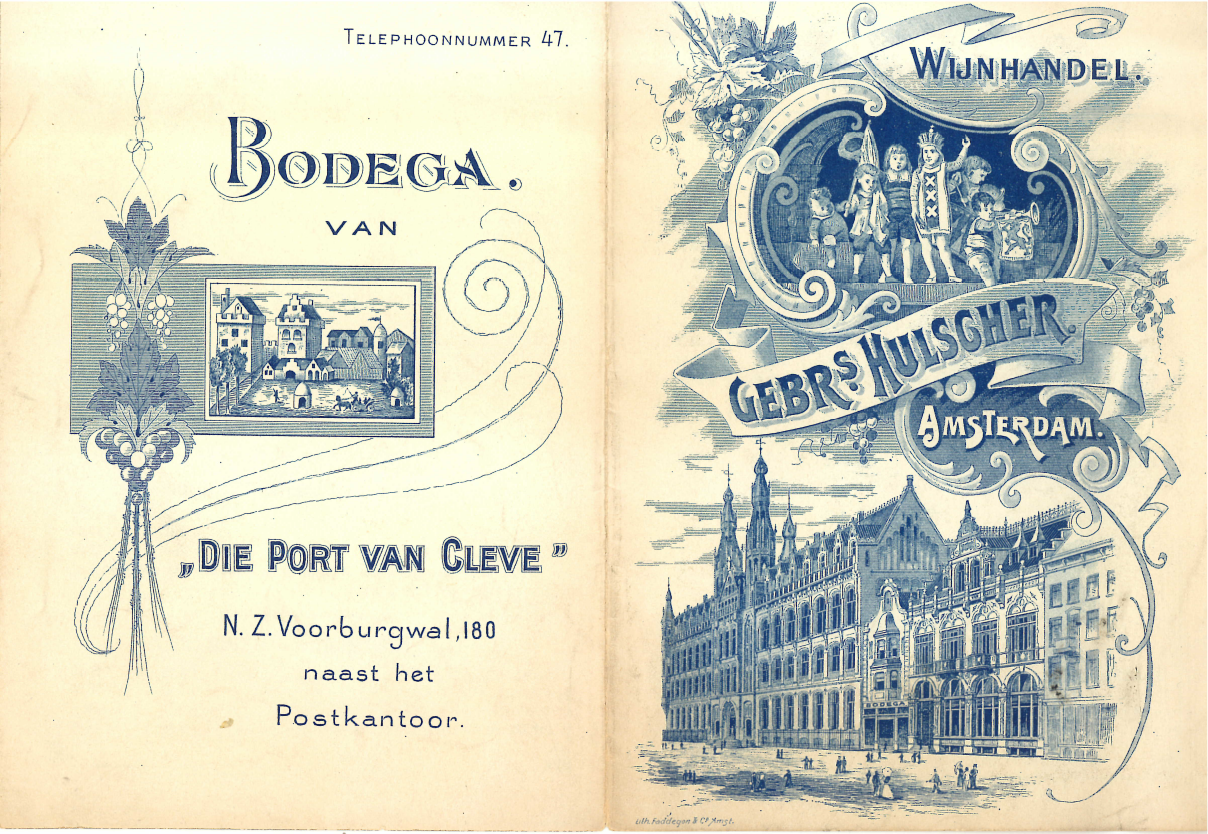 TELEPHOONNUMMER 47.
BODEGA.
VAN
„DIE PORT VAN CLEVE”
N. Z. Voorburgwal, 180
naast het
Postkantoor.
WIJNHANDEL.
GEBRS. HULSCHER.
AMSTERDAM.
BODEGA
Lith. Faddegon & Co Amst.